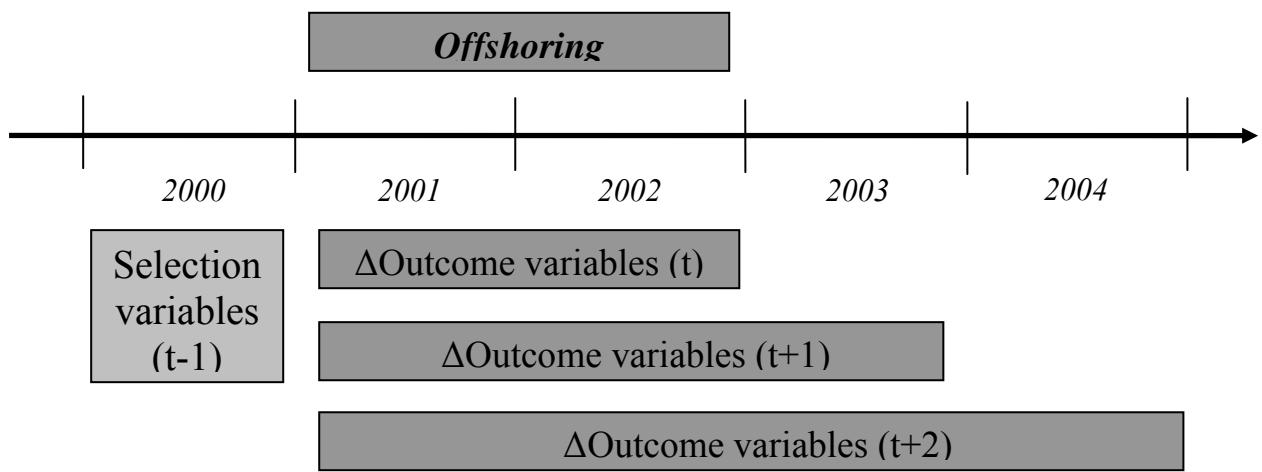 Offshoring
2000 2001 2002 2003 2004
Selection
variables
(t-1)
ΔOutcome variables (t)
ΔOutcome variables (t+1)
ΔOutcome variables (t+2)